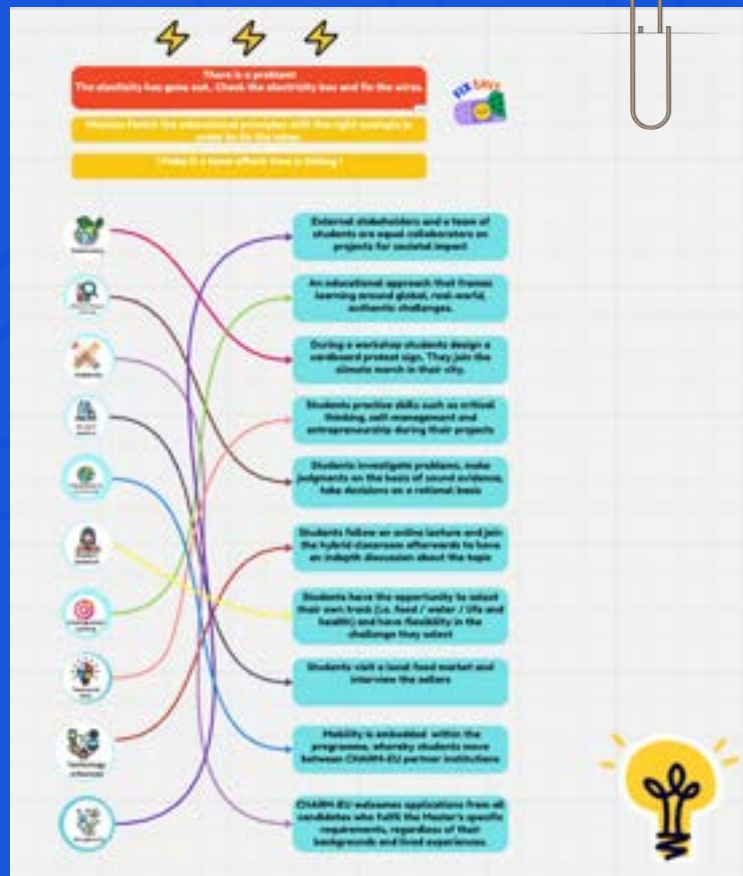 There is a problem!
The elasticity has gone out. Check the electricity box and fix the wires.
Mission: Match the educational principles with the right example in
order to fix the wires
! Make it a team effort time is ticking !
External stakeholders and a team of
students are equal collaborators on
projects for societal impact
An educational approach that frames
learning around global, real-world,
authentic challenges.
During a workshop students design a
cardboard protest sign. They join the
climate march in their city.
Students practice skills such as critical
thinking, self-management and
entrepreneurship during their projects
Students investigate problems, make
judgments on the basis of sound evidence,
take decisions on a rational basis
Students follow an online lecture and join
the hybrid classroom afterwards to have
an indepth discussion about the topic
Students have the opportunity to select
their own track (i.e. food / water / life and
health) and have flexibility in the
challenge they select
Students visit a local food market and
interview the sellers
Mobility is embedded within the
programme, whereby students move
between CHARM-EU partner institutions
Technology
enhanced
CHARM-EU welcomes applications from all
candidates who fulfil the Master's specific
requirements, regardless of their
backgrounds and lived experiences.